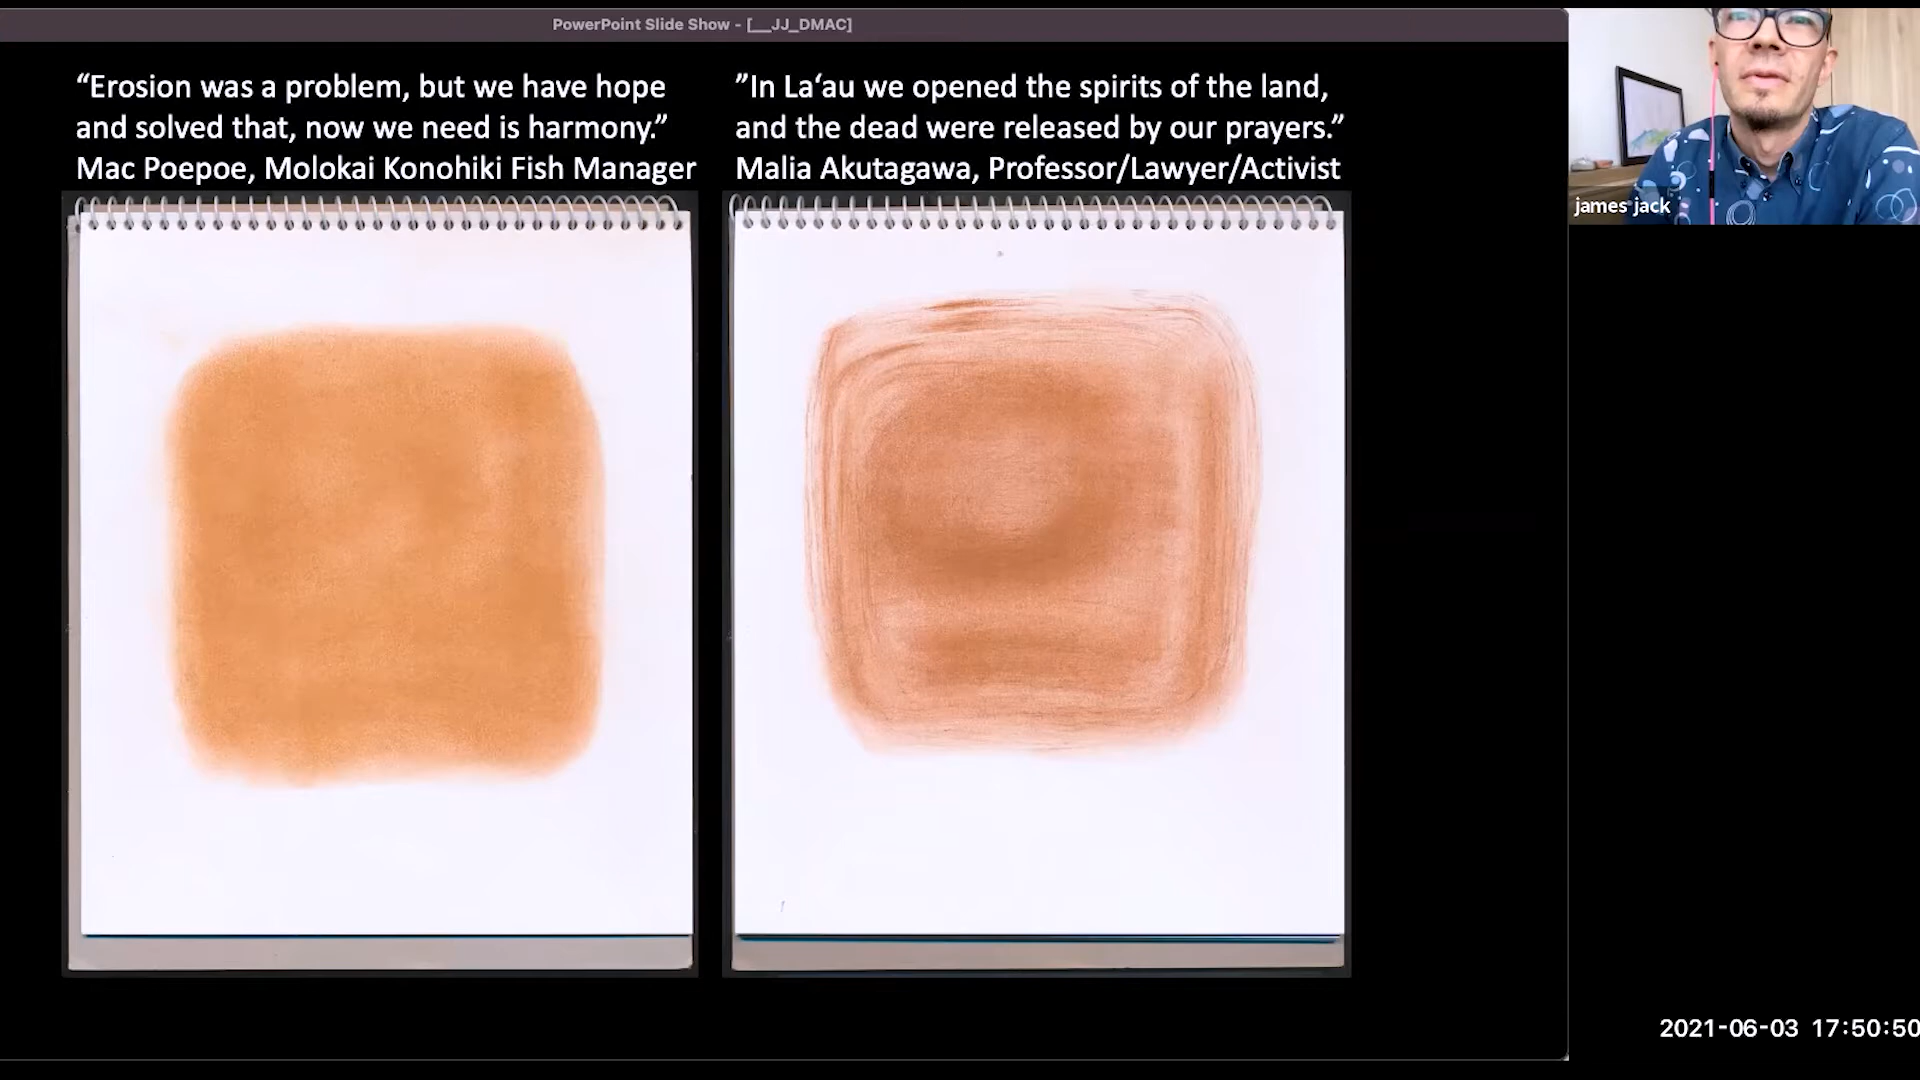 PowerPoint Slide Show - [__JJ_DMAC]
“Erosion was a problem, but we have hope
and solved that, now we need is harmony.”
Mac Poepoe, Molokai Konohiki Fish Manager
”In La‘au we opened the spirits of the land,
and the dead were released by our prayers.”
Malia Akutagawa, Professor/Lawyer/Activist
james jack
2021-06-03 17:50:50